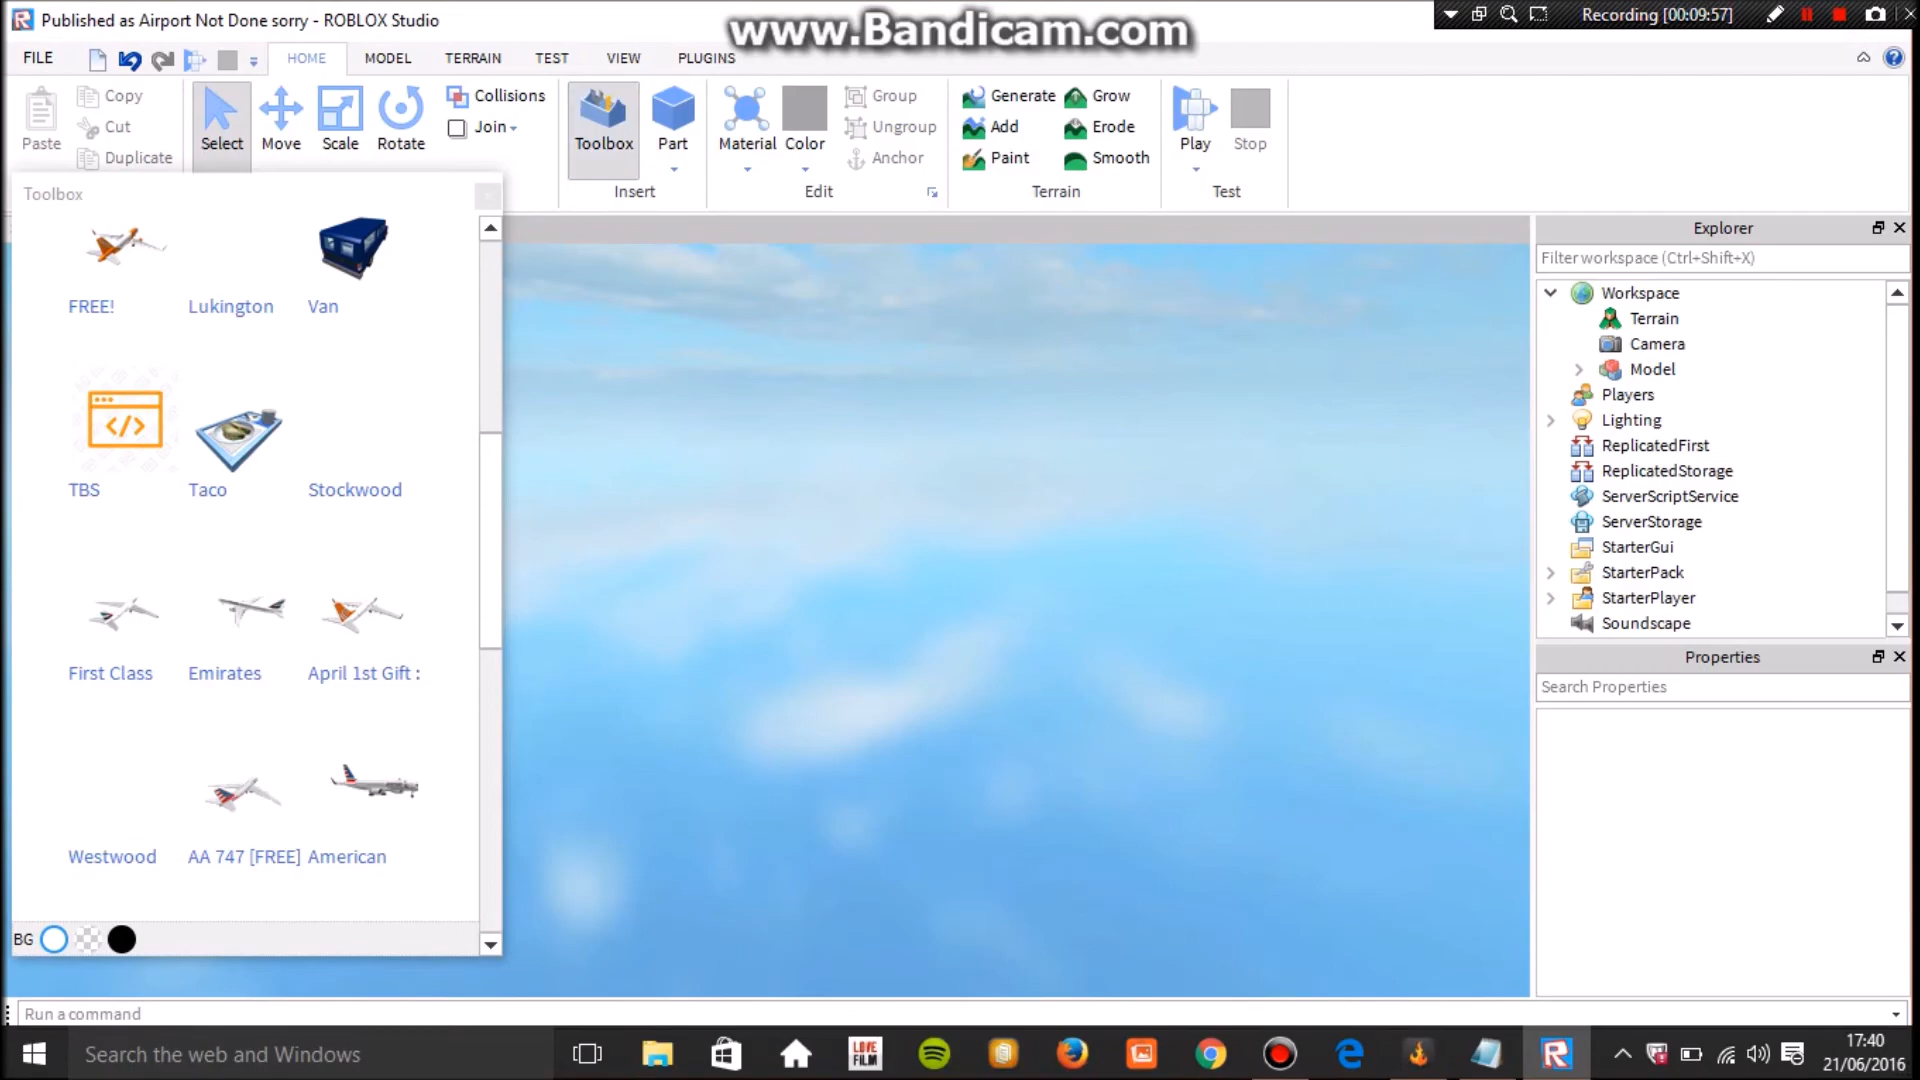 Published as Airport Not Done sorry - ROBLOX Studio
www.Bandicam.com
Recording [00:09:57]
FILE HOME MODEL TERRAIN TEST VIEW PLUGINS
Paste
Copy
Cut
Duplicate
Select Move Scale Rotate
Collisions
Join
Toolbox Part
Insert
Material Color
Group
Ungroup
Anchor
Edit
Generate Grow
Add Erode
Paint Smooth
Terrain
Play Stop
Test
Toolbox
FREE! Lukington Van
TBS Taco Stockwood
First Class Emirates April 1st Gift :
Westwood AA 747 [FREE] American
BG
Explorer
Filter workspace (Ctrl+Shift+X)
Workspace
Terrain
Camera
Model
Players
Lighting
ReplicatedFirst
ReplicatedStorage
ServerScriptService
ServerStorage
StarterGui
StarterPack
StarterPlayer
Soundscape
Properties
Search Properties
Run a command
Search the web and Windows
LOVE
FiLM
17:40
21/06/2016